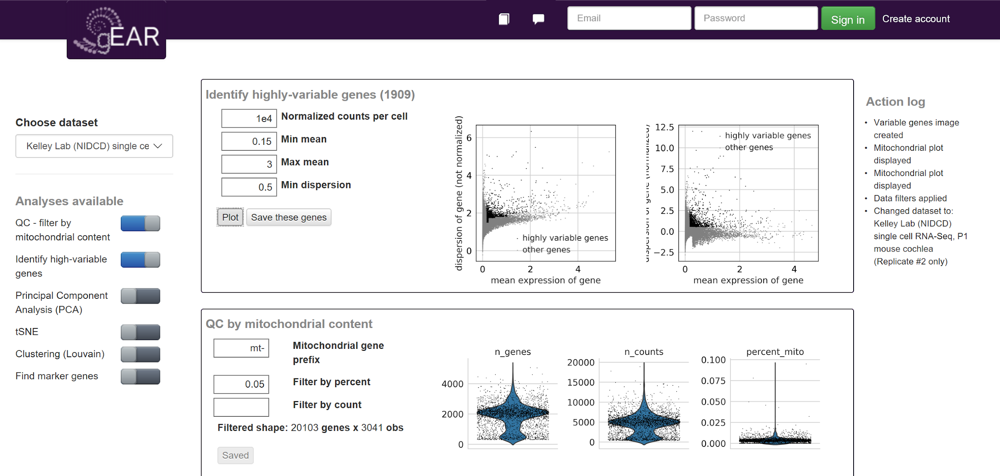 gEAR
Email
Password
Sign in
Create account
Choose dataset
Kelley Lab (NIDCD) single ce
Analyses available
QC - filter by
mitochondrial content
Identify high-variable
genes
Principal Component
Analysis (PCA)
tSNE
Clustering (Louvain)
Find marker genes
Identify highly-variable genes (1909)
1e4 Normalized counts per cell
0.15 Min mean
3 Max mean
0.5 Min dispersion
Plot
Save these genes
dispersion of gene (not normalized)
6
4
2
0
highly variable genes
other genes
0 2 4
mean expression of gene
dispersion of gene (normalized)
12.5
10.0
7.5
5.0
2.5
0.0
−2.5
highly variable genes
other genes
0 2 4
mean expression of gene
QC by mitochondrial content
mt- Mitochondrial gene
prefix
0.05 Filter by percent
Filter by count
Filtered shape: 20103 genes x 3041 obs
Saved
n_genes
4000
2000
0
n_counts
20000
15000
10000
5000
0
percent_mito
0.100
0.075
0.050
0.025
0.000
Action log
• Variable genes image
created
• Mitochondrial plot
displayed
• Mitochondrial plot
displayed
• Data filters applied
• Changed dataset to:
Kelley Lab (NIDCD)
single cell RNA-Seq, P1
mouse cochlea
(Replicate #2 only)